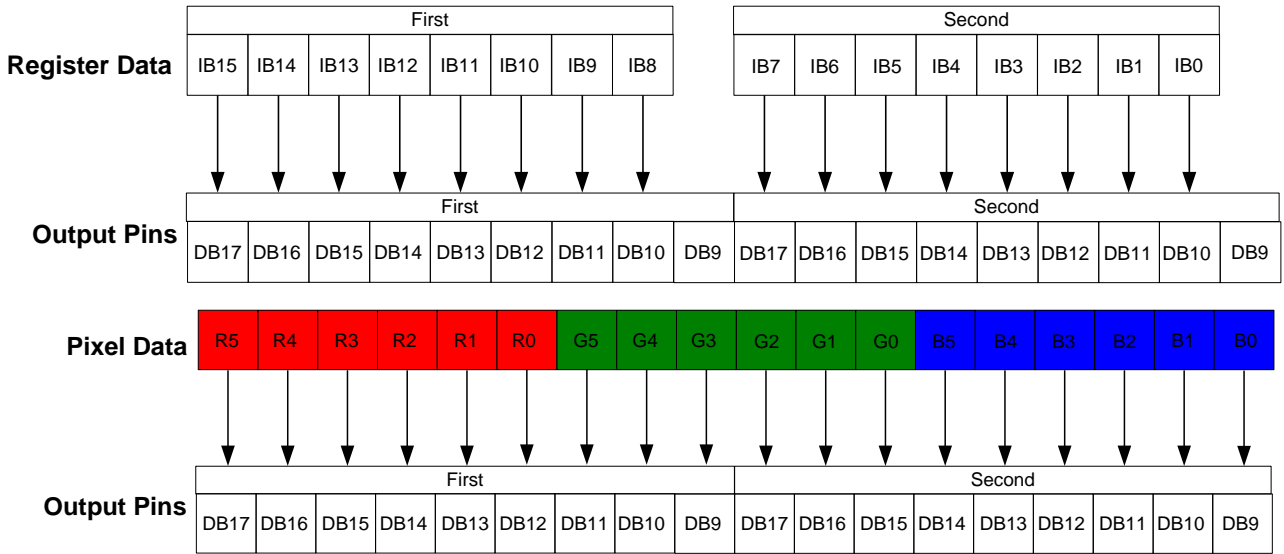 First Second
Register Data IB15 IB14 IB13 IB12 IB11 IB10 IB9 IB8 IB7 IB6 IB5 IB4 IB3 IB2 IB1 IB0
First Second
Output Pins DB17 DB16 DB15 DB14 DB13 DB12 DB11 DB10 DB9 DB17 DB16 DB15 DB14 DB13 DB12 DB11 DB10 DB9
Pixel Data R5 R4 R3 R2 R1 R0 G5 G4 G3 G2 G1 G0 B5 B4 B3 B2 B1 B0
First Second
Output Pins DB17 DB16 DB15 DB14 DB13 DB12 DB11 DB10 DB9 DB17 DB16 DB15 DB14 DB13 DB12 DB11 DB10 DB9